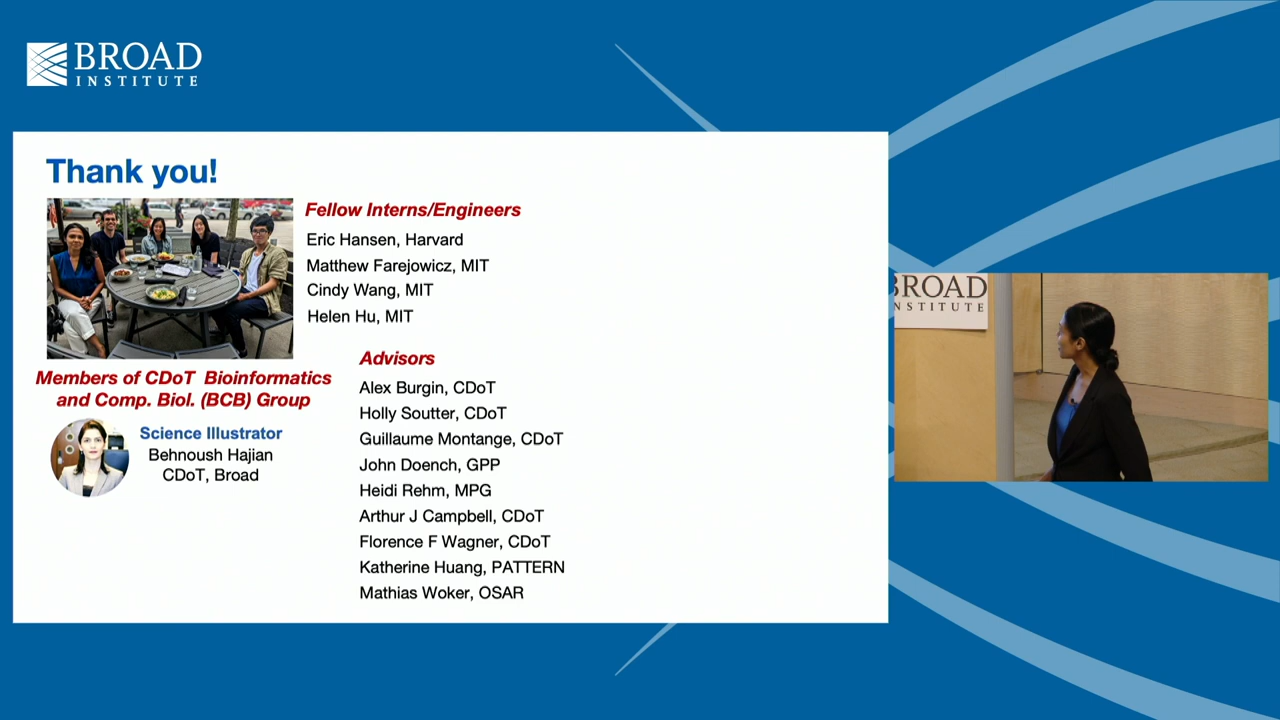 BROAD
INSTITUTE
Thank you!
Fellow Interns/Engineers
Eric Hansen, Harvard
Matthew Farejowicz, MIT
Cindy Wang, MIT
Helen Hu, MIT
Members of CDoT Bioinformatics
and Comp. Biol. (BCB) Group
Science Illustrator
Behnoush Hajian
CDoT, Broad
Advisors
Alex Burgin, CDoT
Holly Soutter, CDoT
Guillaume Montange, CDoT
John Doench, GPP
Heidi Rehm, MPG
Arthur J Campbell, CDoT
Florence F Wagner, CDoT
Katherine Huang, PATTERN
Mathias Woker, OSAR
BROAD
INSTITUTE